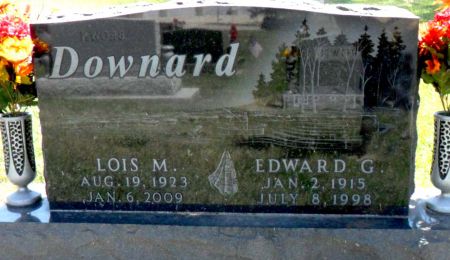 Downard
LOIS M.
AUG. 19, 1923
JAN. 6, 2009
EDWARD G.
JAN. 2, 1915
JULY 8, 1998